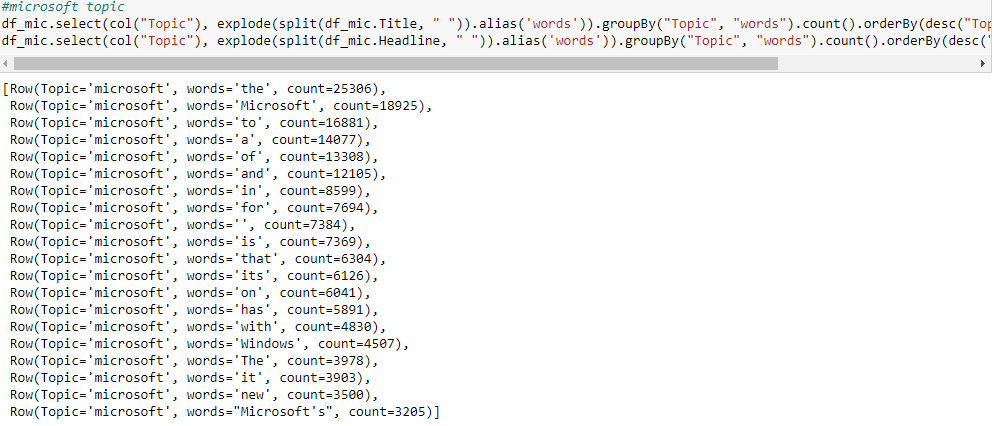 #microsoft topic
df_mic.select(col("Topic"), explode(split(df_mic.Title, " ")).alias('words')).groupBy("Topic", "words").count().orderBy(desc("Top
df_mic.select(col("Topic"), explode(split(df_mic.Headline, " ")).alias('words')).groupBy("Topic", "words").count().orderBy(desc("
[Row(Topic='microsoft', words='the', count=25306),
Row(Topic='microsoft', words='Microsoft', count=18925),
Row(Topic='microsoft', words='to', count=16881),
Row(Topic='microsoft', words='a', count=14077),
Row(Topic='microsoft', words='of', count=13308),
Row(Topic='microsoft', words='and', count=12105),
Row(Topic='microsoft', words='in', count=8599),
Row(Topic='microsoft', words='for', count=7694),
Row(Topic='microsoft', words='', count=7384),
Row(Topic='microsoft', words='is', count=7369),
Row(Topic='microsoft', words='that', count=6304),
Row(Topic='microsoft', words='its', count=6126),
Row(Topic='microsoft', words='on', count=6041),
Row(Topic='microsoft', words='has', count=5891),
Row(Topic='microsoft', words='with', count=4830),
Row(Topic='microsoft', words='Windows', count=4507),
Row(Topic='microsoft', words='The', count=3978),
Row(Topic='microsoft', words='it', count=3903),
Row(Topic='microsoft', words='new', count=3500),
Row(Topic='microsoft', words="Microsoft's", count=3205)]